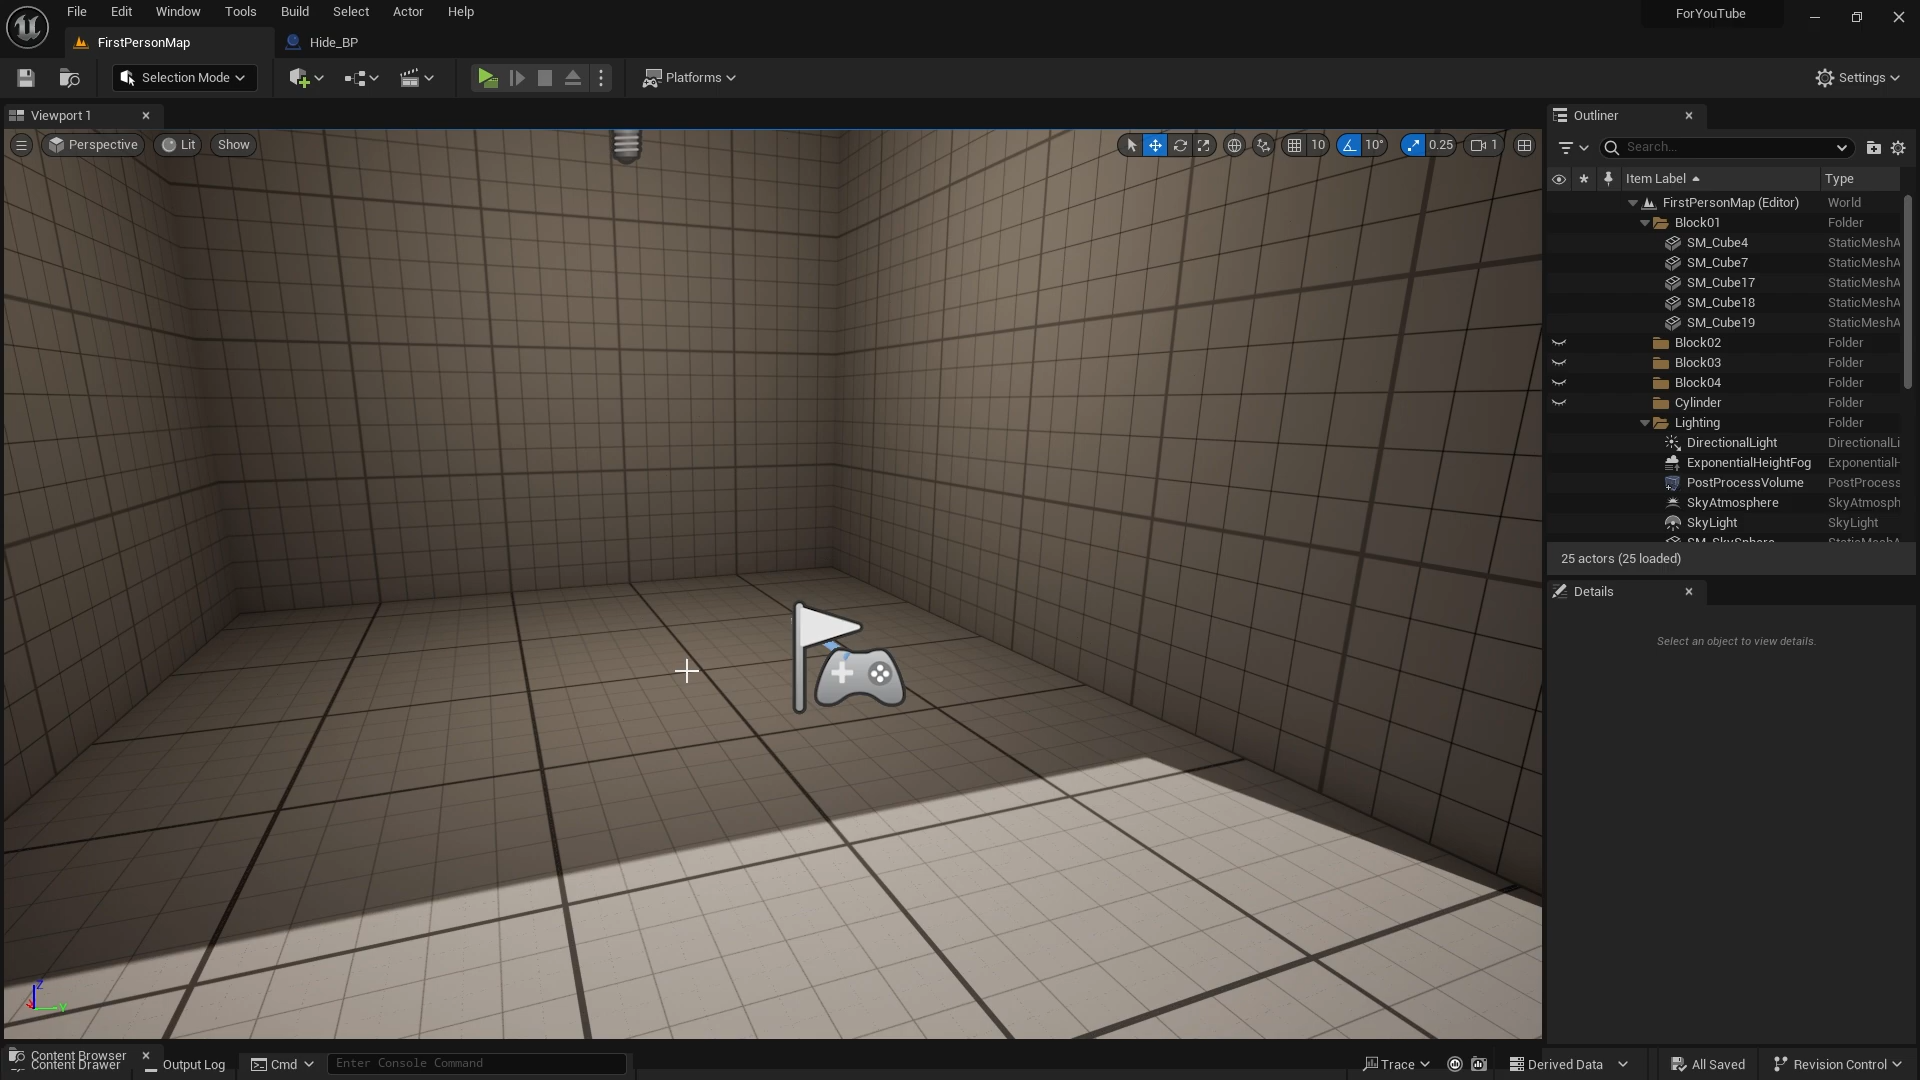 File Edit Window Tools Build Select Actor Help
ForYouTube
FirstPersonMap
Hide_BP
Selection Mode
Platforms
Settings
Viewport 1
Perspective
Lit
Show
10
10°
0.25
1
Outliner
Search...
Item Label
Type
FirstPersonMap (Editor) World
Block01 Folder
SM_Cube4 StaticMeshA
SM_Cube7 StaticMeshA
SM_Cube17 StaticMeshA
SM_Cube18 StaticMeshA
SM_Cube19 StaticMeshA
Block02 Folder
Block03 Folder
Block04 Folder
Cylinder Folder
Lighting Folder
DirectionalLight DirectionalLi
ExponentialHeightFog ExponentialH
PostProcessVolume PostProcess
SkyAtmosphere SkyAtmosph
SkyLight SkyLight
SM_SkySphere StaticMeshA
25 actors (25 loaded)
Details
Select an object to view details.
Z
Y
Content Browser
Content Drawer
Output Log
Cmd
Enter Console Command
Trace
Derived Data
All Saved
Revision Control